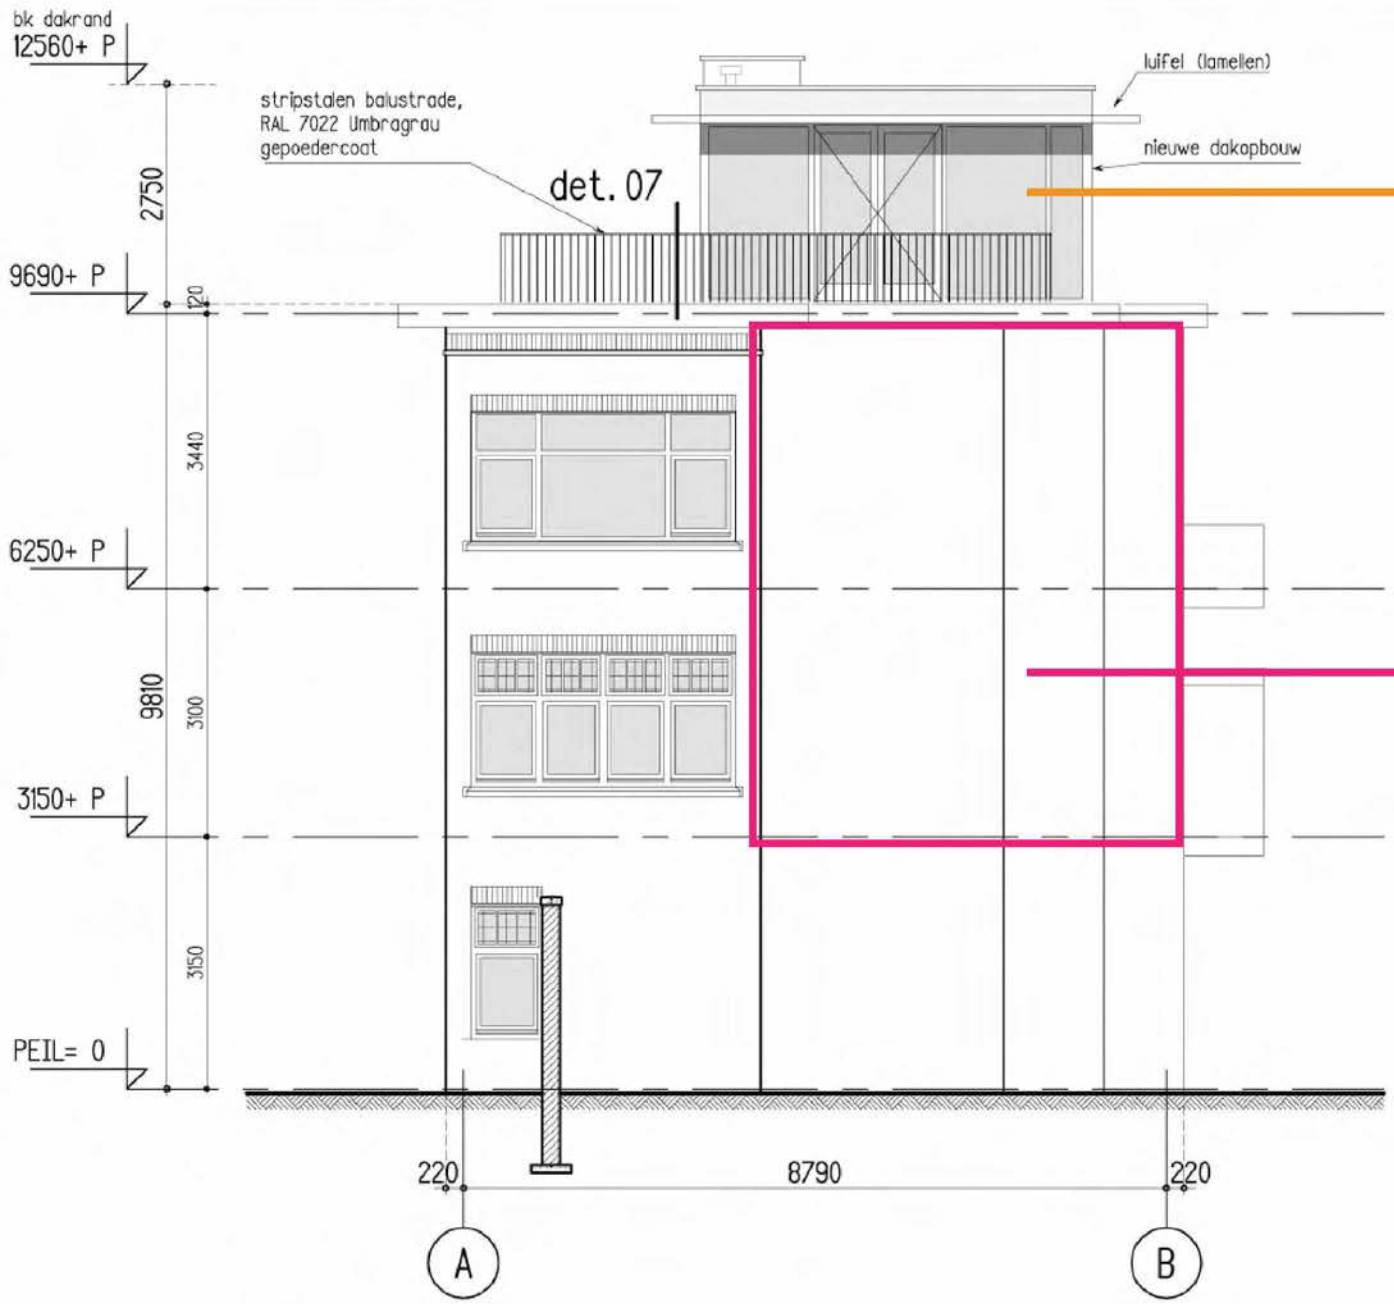 bk dakrand
12560+ P
luifel (lamellen)
stripstalen balustrade,
RAL 7022 Umbragrau
gepoedercoat
nieuwe dakopbouw
det. 07
2750
9690+ P
120
3440
6250+ P
9810
3100
3150+ P
3150
PEIL= 0
220
8790
220
A
B